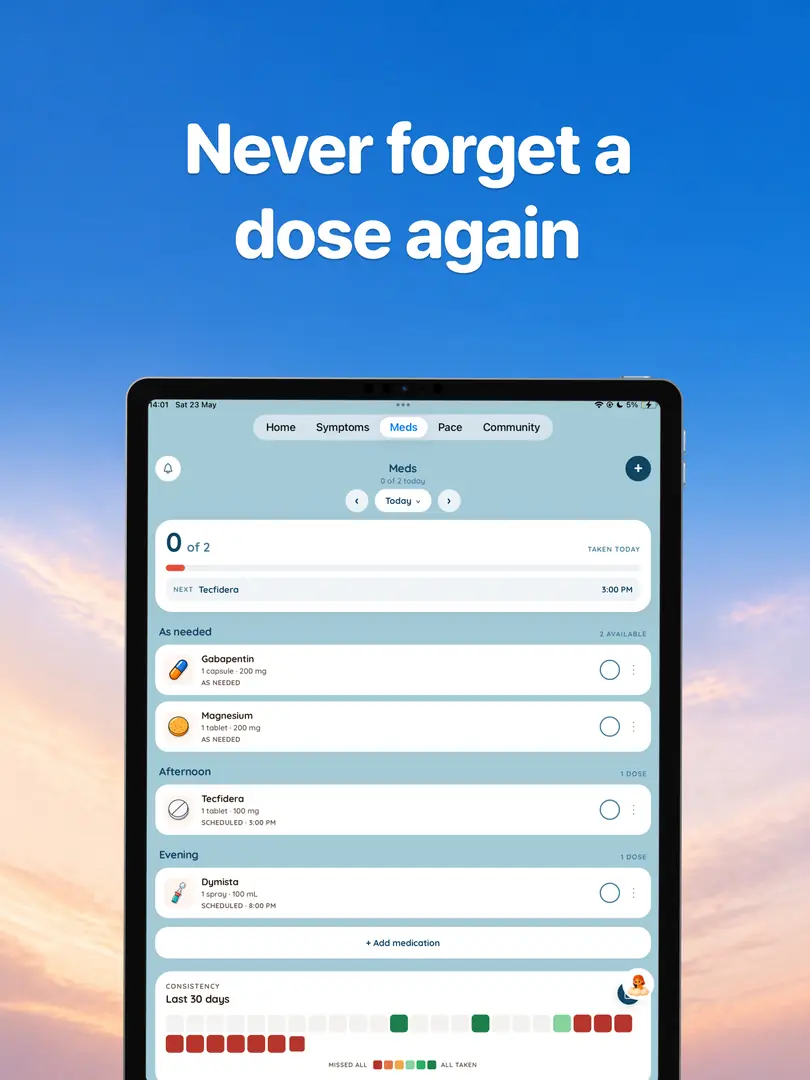 Never forget a
dose again
14:01 Sat 23 May
5%
Home Symptoms Meds Pace Community
Meds
0 of 2 today
Today
0 of 2
TAKEN TODAY
NEXT Tecfidera 3:00 PM
As needed 2 AVAILABLE
Gabapentin
1 capsule · 200 mg
AS NEEDED
Magnesium
1 tablet · 200 mg
AS NEEDED
Afternoon 1 DOSE
Tecfidera
1 tablet · 100 mg
SCHEDULED · 3:00 PM
Evening 1 DOSE
Dymista
1 spray · 100 mL
SCHEDULED · 8:00 PM
+ Add medication
CONSISTENCY
Last 30 days
MISSED ALL ALL TAKEN